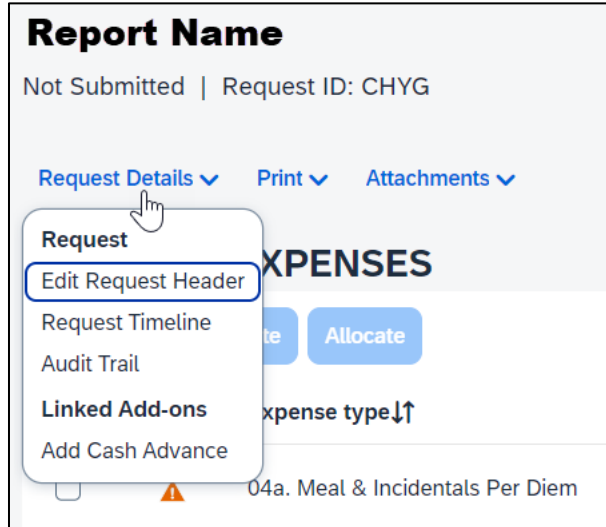 Report Name
Not Submitted | Request ID: CHYG
Request Details Print Attachments
Request
Edit Request Header
Request Timeline
Audit Trail
Linked Add-ons
Add Cash Advance
XPENSES
te Allocate
xpense type
04a. Meal & Incidentals Per Diem